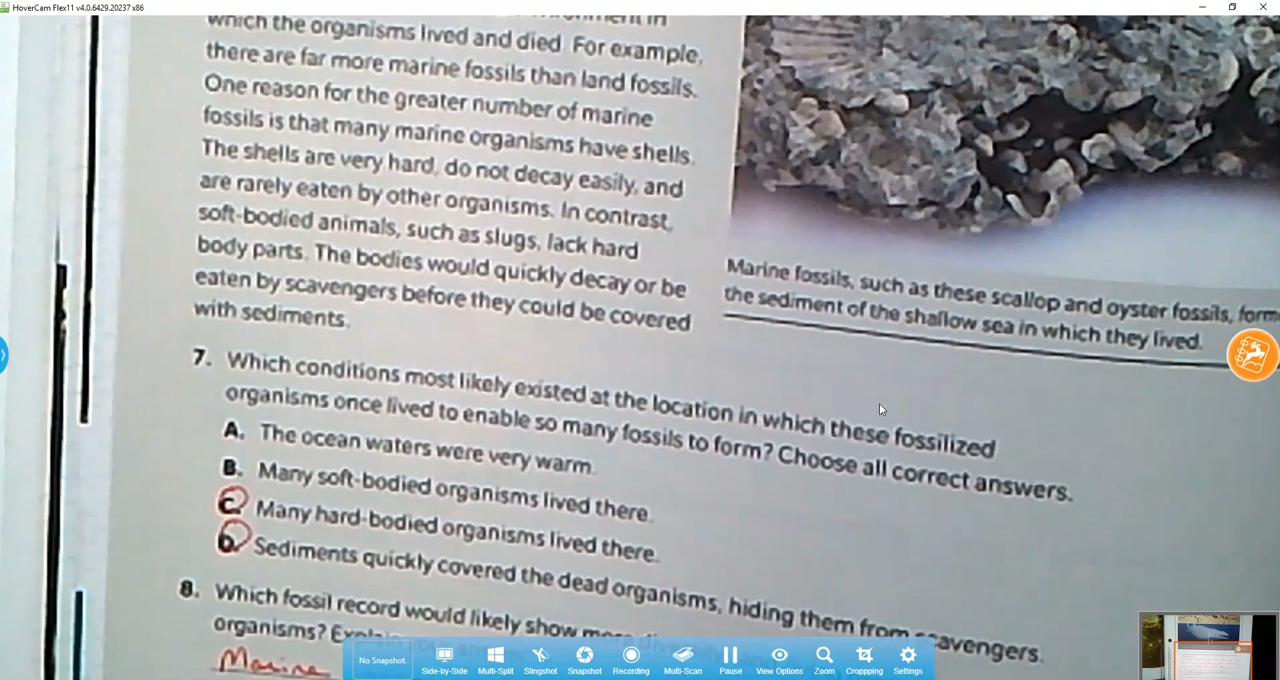 HoverCam Flex11 v4.0.6429.20237 x86
which the organisms lived and died For example,
there are far more marine fossils than land fossils.
One reason for the greater number of marine
fossils is that many marine organisms have shells.
The shells are very hard, do not decay easily, and
are rarely eaten by other organisms. In contrast,
soft-bodied animals, such as slugs, lack hard
body parts. The bodies would quickly decay or be
eaten by scavengers before they could be covered
with sediments.
Marine fossils, such as these scallop and oyster fossils, form
the sediment of the shallow sea in which they lived.
7. Which conditions most likely existed at the location in which these fossilized
organisms once lived to enable so many fossils to form? Choose all correct answers.
A. The ocean waters were very warm.
B. Many soft-bodied organisms lived there.
C. Many hard-bodied organisms lived there.
D. Sediments quickly covered the dead organisms, hiding them from scavengers.
8. Which fossil record would likely show more
organisms?
Marine
No Snapshot.
Side-by-Side Multi-Split Slingshot Snapshot Recording Multi-Scan Pause View Options Zoom Croppping Settings